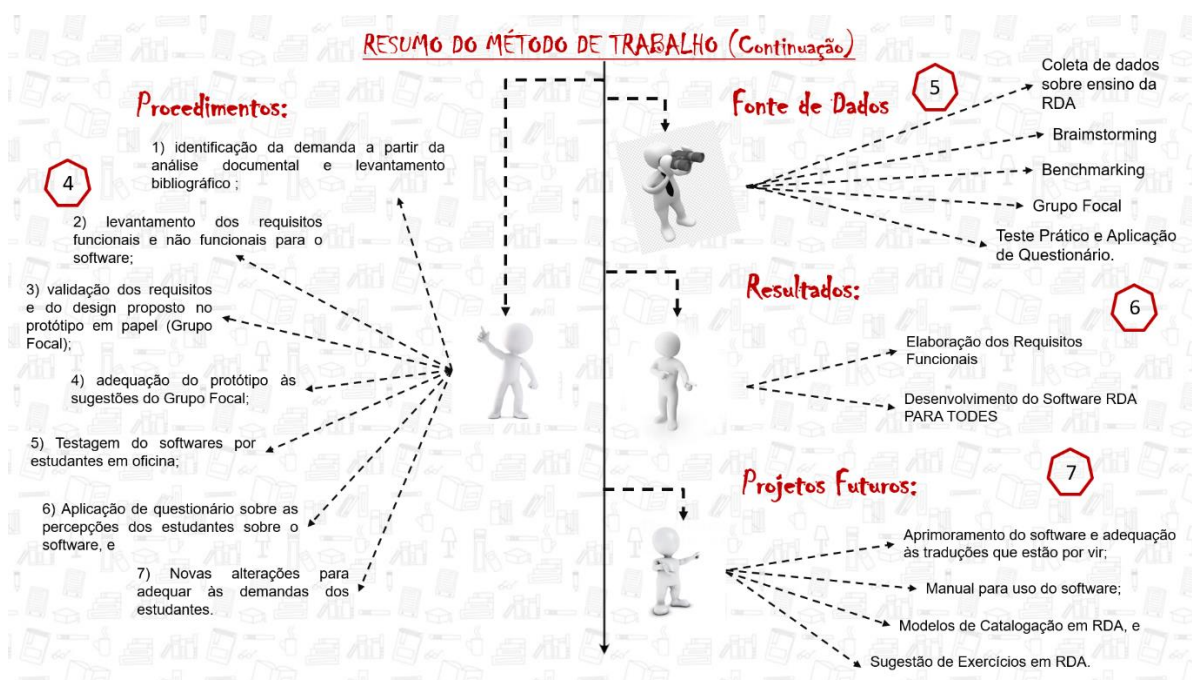 RESUMO DO MÉTODO DE TRABALHO (Continuação)
Procedimentos:
4
1) identificação da demanda a partir da
análise documental e levantamento
bibliográfico ;
2) levantamento dos requisitos
funcionais e não funcionais para o
software;
3) validação dos requisitos
e do design proposto no
protótipo em papel (Grupo
Focal);
4) adequação do protótipo às
sugestões do Grupo Focal;
5) Testagem do softwares por
estudantes em oficina;
6) Aplicação de questionário sobre as
percepções dos estudantes sobre o
software, e
7) Novas alterações para
adequar às demandas dos
estudantes.
Fonte de Dados
5
Coleta de dados
sobre ensino da
RDA
Brainstorming
Benchmarking
Grupo Focal
Teste Prático e Aplicação
de Questionário.
Resultados:
6
Elaboração dos Requisitos
Funcionais
Desenvolvimento do Software RDA
PARA TODES
Projetos Futuros:
7
Aprimoramento do software e adequação
às traduções que estão por vir;
Manual para uso do software;
Modelos de Catalogação em RDA, e
Sugestão de Exercícios em RDA.